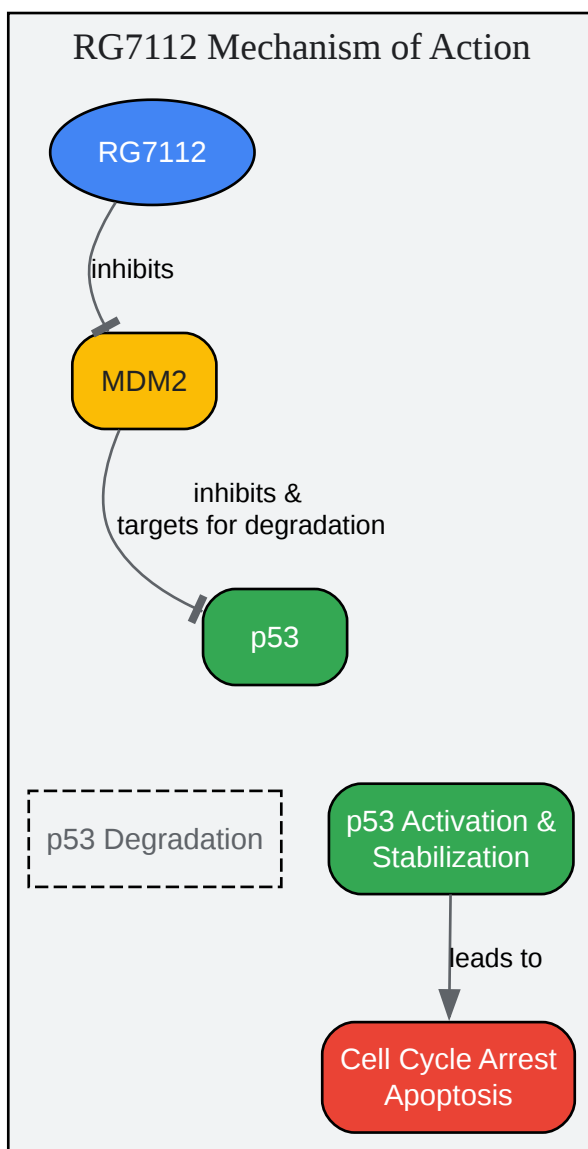 RG7112 Mechanism of Action
RG7112
inhibits
MDM2
inhibits &
targets for degradation
p53
p53 Degradation
p53 Activation &
Stabilization
leads to
Cell Cycle Arrest
Apoptosis